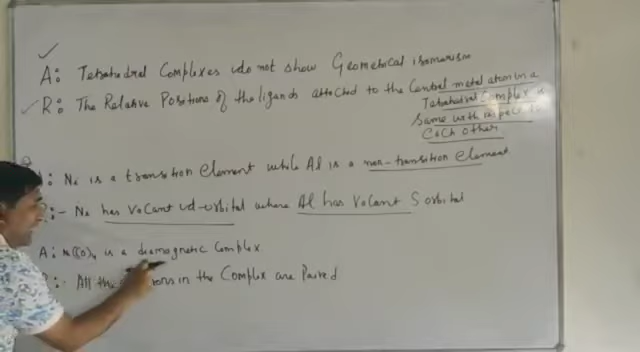 A: Tetrahedral Complexes do not show Geometrical isomerism
R: The Relative Positions of the ligands attached to the Central metal atom in a
Tetrahedral Complex is
same with respect to
each other
: Ni is a transition element while Al is a non-transition element
:- Ni has vacant d-orbital where Al has Vacant S orbital
A: Ni(CO)4 is a diamagnetic Complex
: All the in the Complex are Paired